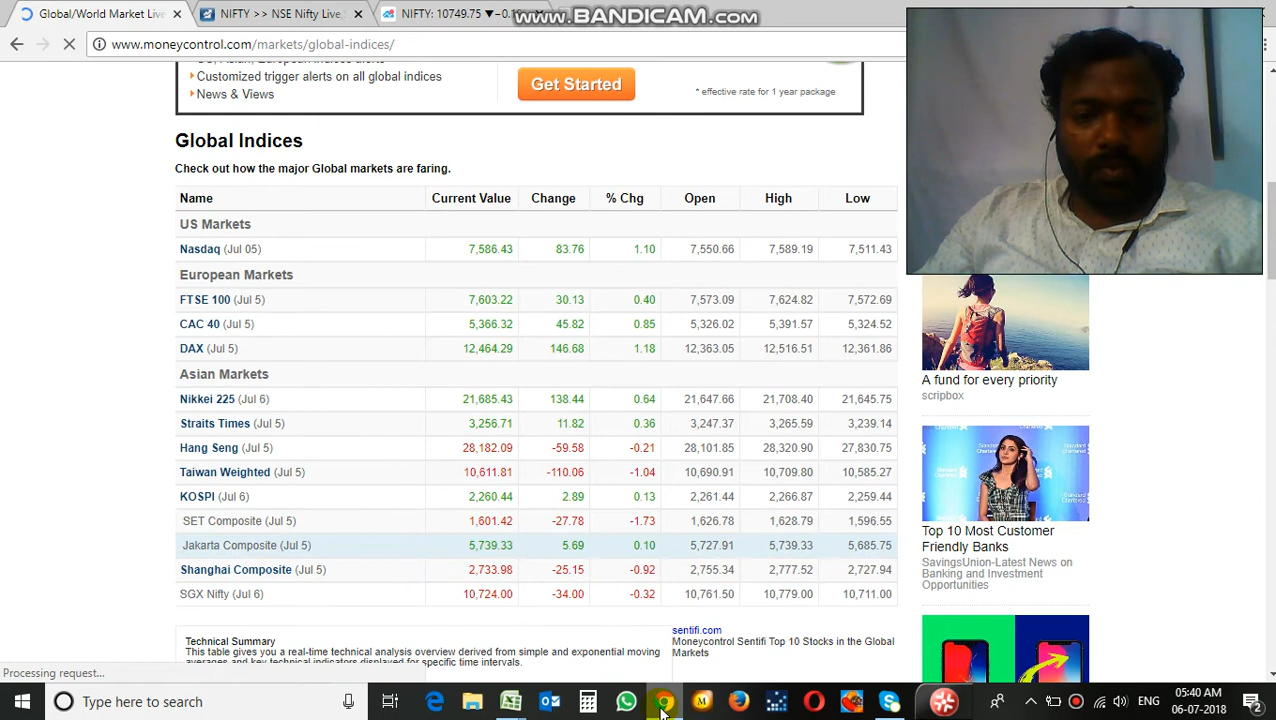 Global/World Market Live
NIFTY >> NSE Nifty Live
NIFTY: 10749.75 ▼-0.
www.BANDICAM.com
www.moneycontrol.com/markets/global-indices/
Customized trigger alerts on all global indices
News & Views
Get Started
* effective rate for 1 year package
Global Indices
Check out how the major Global markets are faring.
Name Current Value Change % Chg Open High Low
US Markets
Nasdaq (Jul 05) 7,586.43 83.76 1.10 7,550.66 7,589.19 7,511.43
European Markets
FTSE 100 (Jul 5) 7,603.22 30.13 0.40 7,573.09 7,624.82 7,572.69
CAC 40 (Jul 5) 5,366.32 45.82 0.85 5,326.02 5,391.57 5,324.52
DAX (Jul 5) 12,464.29 146.68 1.18 12,363.05 12,516.51 12,361.86
Asian Markets
Nikkei 225 (Jul 6) 21,685.43 138.44 0.64 21,647.66 21,708.40 21,645.75
Straits Times (Jul 5) 3,256.71 11.82 0.36 3,247.37 3,265.59 3,239.14
Hang Seng (Jul 5) 28,182.09 -59.58 -0.21 28,101.85 28,320.90 27,830.75
Taiwan Weighted (Jul 5) 10,611.81 -110.06 -1.04 10,690.91 10,709.80 10,585.27
KOSPI (Jul 6) 2,260.44 2.89 0.13 2,261.44 2,266.87 2,259.44
SET Composite (Jul 5) 1,601.42 -27.78 -1.73 1,626.78 1,628.79 1,596.55
Jakarta Composite (Jul 5) 5,739.33 5.69 0.10 5,727.91 5,739.33 5,685.75
Shanghai Composite (Jul 5) 2,733.98 -25.15 -0.92 2,755.34 2,777.52 2,727.94
SGX Nifty (Jul 6) 10,724.00 -34.00 -0.32 10,761.50 10,779.00 10,711.00
Technical Summary
This table gives you a real-time technical analysis overview derived from simple and exponential moving
averages and key technical indicators displayed for specific time intervals.
sentifi.com
Moneycontrol Sentifi Top 10 Stocks in the Global
Markets
A fund for every priority
scripbox
Top 10 Most Customer
Friendly Banks
SavingsUnion-Latest News on
Banking and Investment
Opportunities
Processing request...
Type here to search
05:40 AM
06-07-2018
2